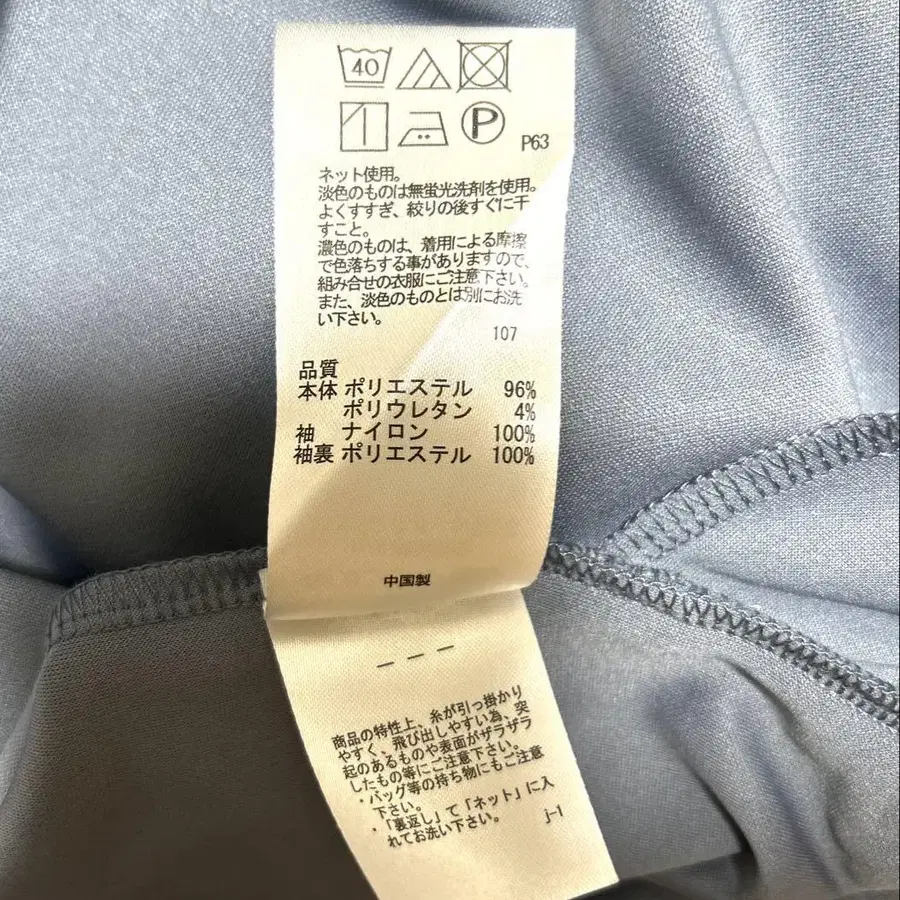 40
P
P63
ネット使用。
淡色のものは無蛍光洗剤を使用。
よくすすぎ、絞りの後すぐに干
すこと。
濃色のものは、着用による摩擦
で色落ちする事がありますので、
組み合せの衣服にご注意下さい。
また、淡色のものとは別にお洗
い下さい。
107
品質
本体 ポリエステル 96%
ポリウレタン 4%
袖 ナイロン 100%
袖裏 ポリエステル 100%
中国製
商品の特性上、糸が引っ掛かり
やすく、飛び出しやすい為、突
起のあるものや表面がザラザラ
したもの等にご注意下さい。
・バッグ等の持ち物にもご注意
下さい。
・「裏返し」て「ネット」に入
れてお洗い下さい。
j-1